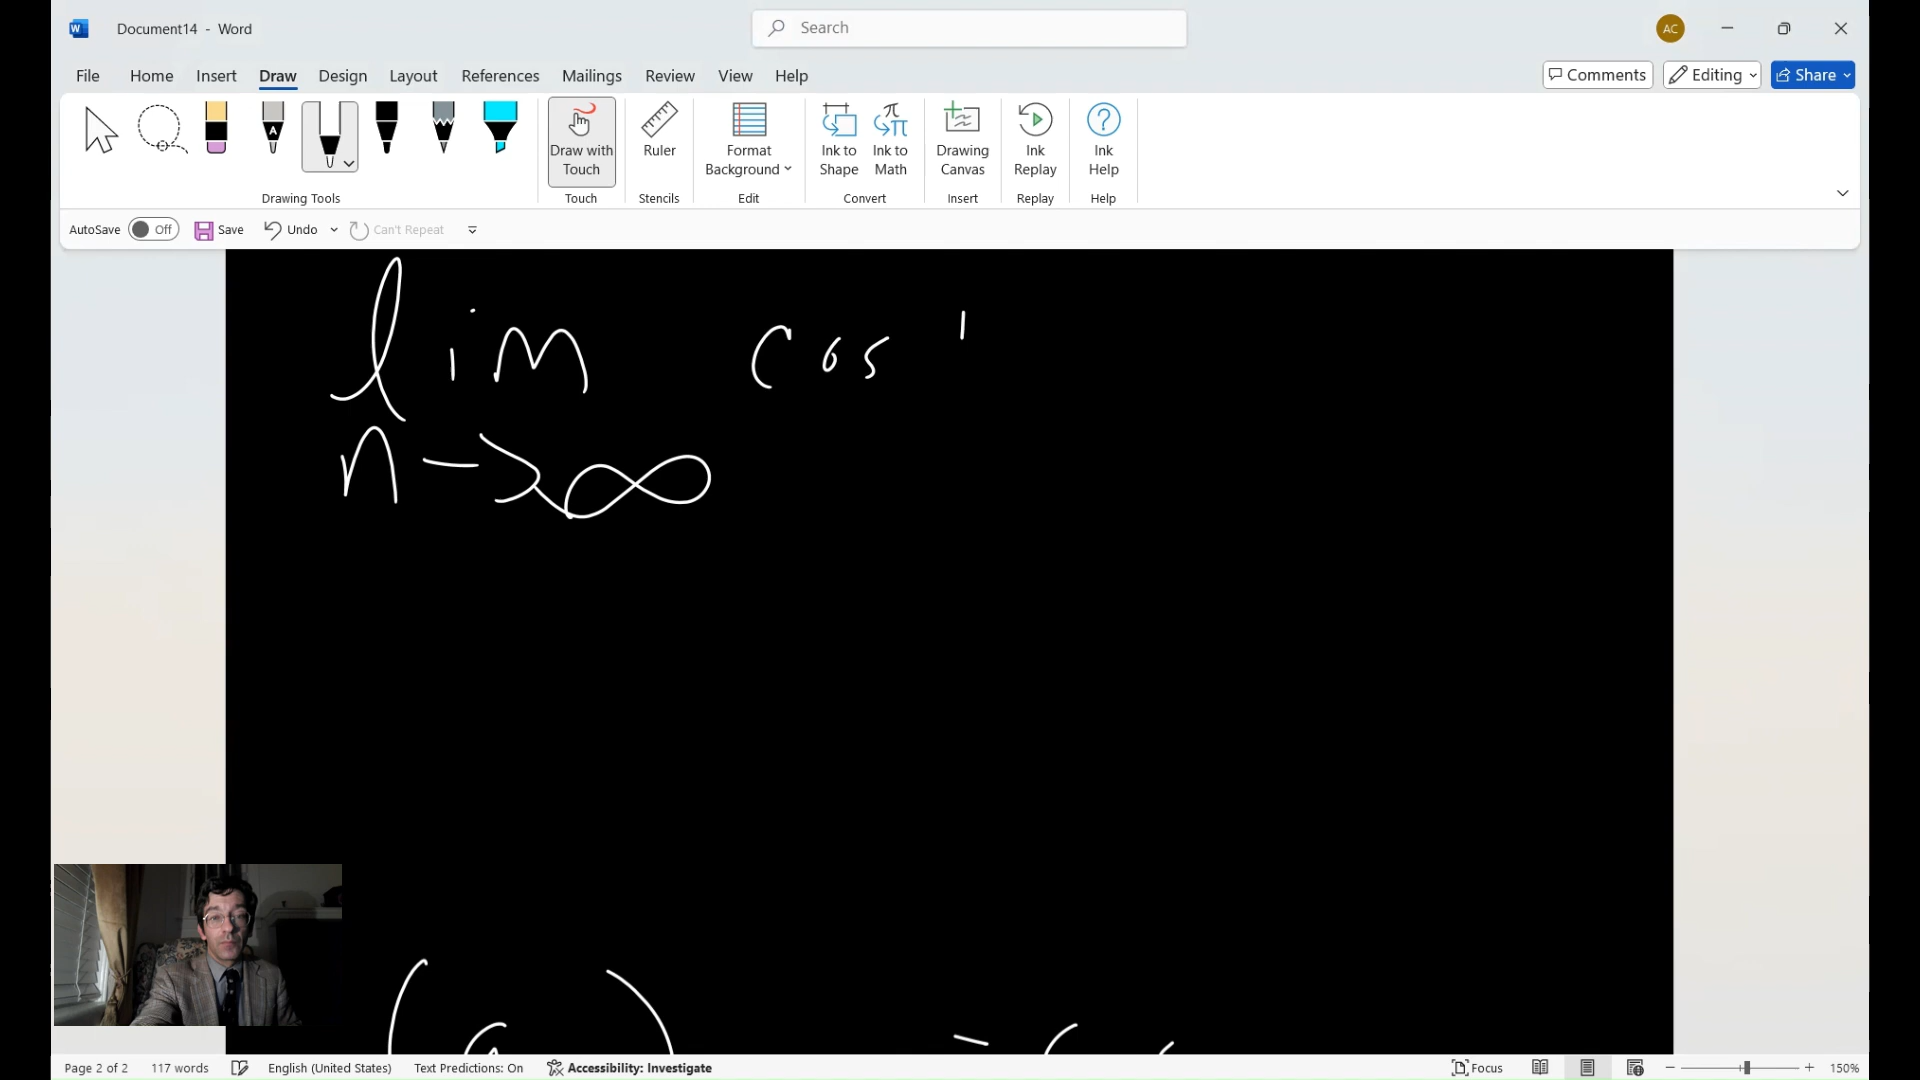 Document14 - Word
Search
AC
File Home Insert Draw Design Layout References Mailings Review View Help
Comments Editing Share
A
Draw with Touch
Ruler
Format Background
Ink to Shape
Ink to Math
Drawing Canvas
Ink Replay
Ink Help
Drawing Tools Touch Stencils Edit Convert Insert Replay Help
AutoSave Off Save Undo Can't Repeat
lim cos '
n->∞
( )
Page 2 of 2 117 words English (United States) Text Predictions: On Accessibility: Investigate Focus 150%